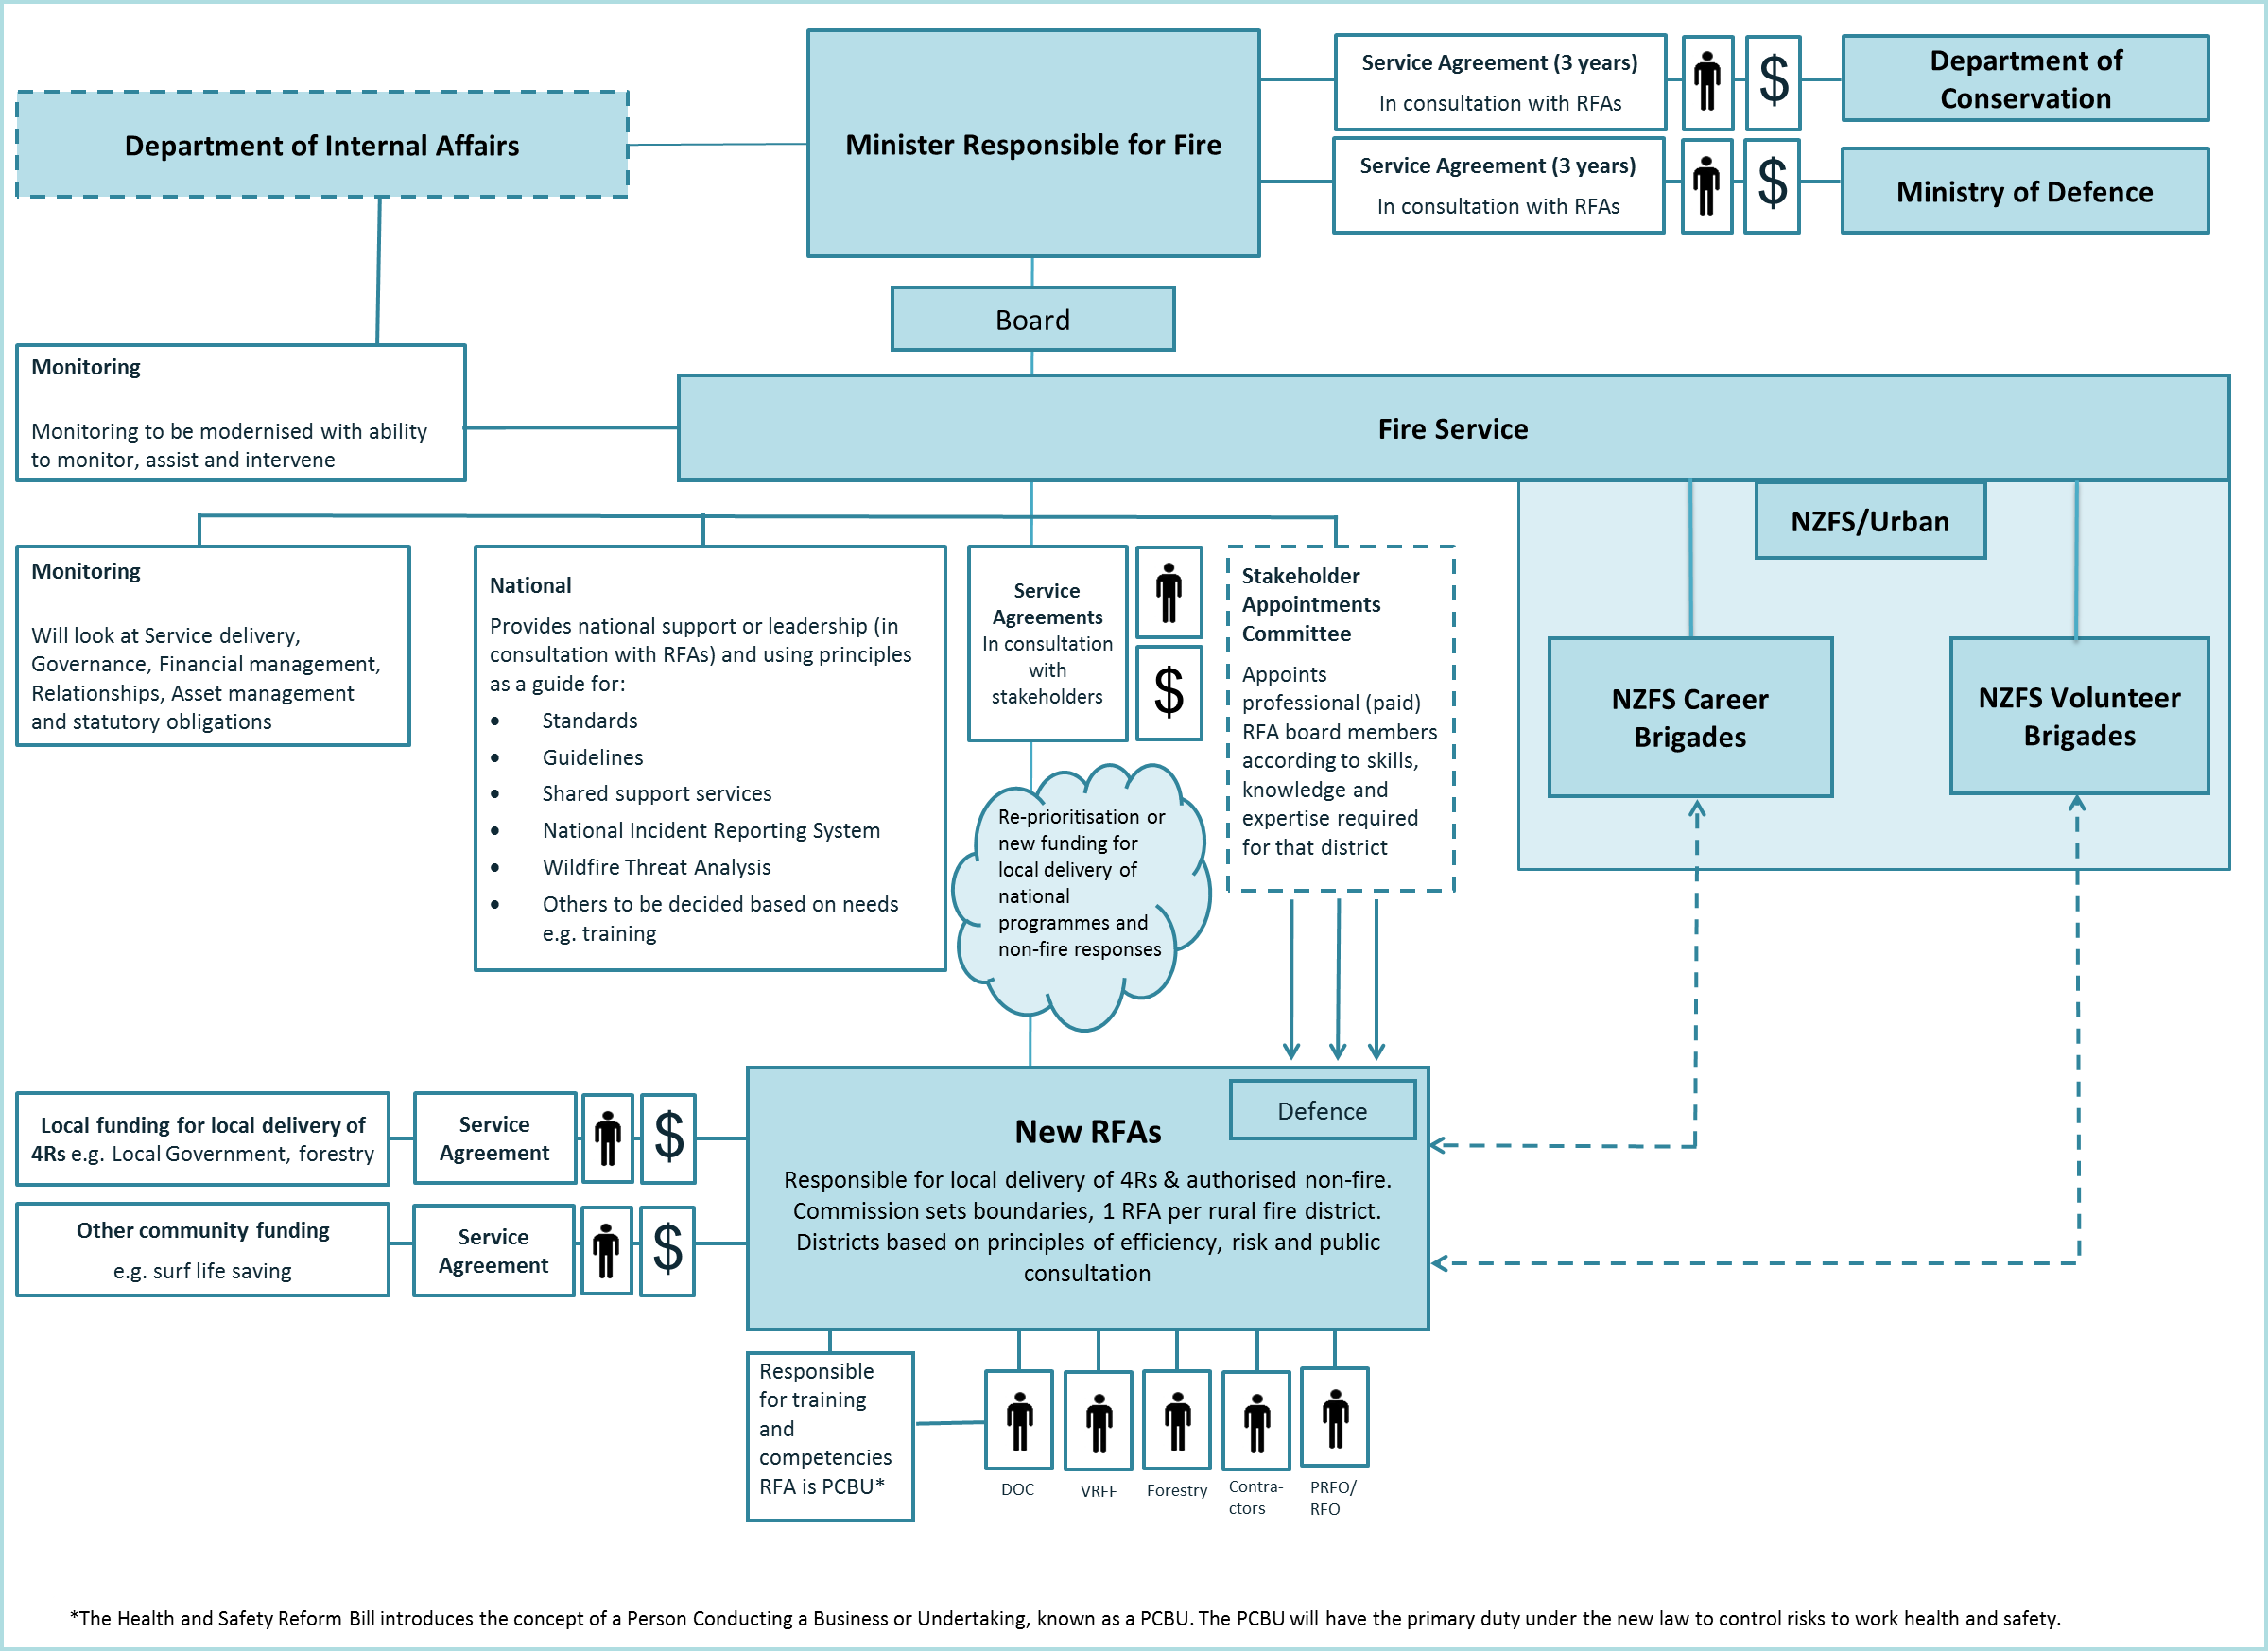 Department of Internal Affairs
Minister Responsible for Fire
Service Agreement (3 years)
In consultation with RFAs
$
Department of
Conservation
Service Agreement (3 years)
In consultation with RFAs
$
Ministry of Defence
Board
Monitoring
Monitoring to be modernised with ability
to monitor, assist and intervene
Fire Service
NZFS/Urban
Monitoring
Will look at Service delivery,
Governance, Financial management,
Relationships, Asset management
and statutory obligations
National
Provides national support or leadership (in
consultation with RFAs) and using principles
as a guide for:
• Standards
• Guidelines
• Shared support services
• National Incident Reporting System
• Wildfire Threat Analysis
• Others to be decided based on needs
e.g. training
Service
Agreements
In consultation
with
stakeholders
$
Stakeholder
Appointments
Committee
Appoints
professional (paid)
RFA board members
according to skills,
knowledge and
expertise required
for that district
NZFS Career
Brigades
NZFS Volunteer
Brigades
Re-prioritisation or
new funding for
local delivery of
national
programmes and
non-fire responses
Local funding for local delivery of
4Rs e.g. Local Government, forestry
Service
Agreement
$
Other community funding
e.g. surf life saving
Service
Agreement
$
Defence
New RFAs
Responsible for local delivery of 4Rs & authorised non-fire.
Commission sets boundaries, 1 RFA per rural fire district.
Districts based on principles of efficiency, risk and public
consultation
Responsible
for training
and
competencies
RFA is PCBU*
DOC
VRFF
Forestry
Contra-
ctors
PRFO/
RFO
*The Health and Safety Reform Bill introduces the concept of a Person Conducting a Business or Undertaking, known as a PCBU. The PCBU will have the primary duty under the new law to control risks to work health and safety.